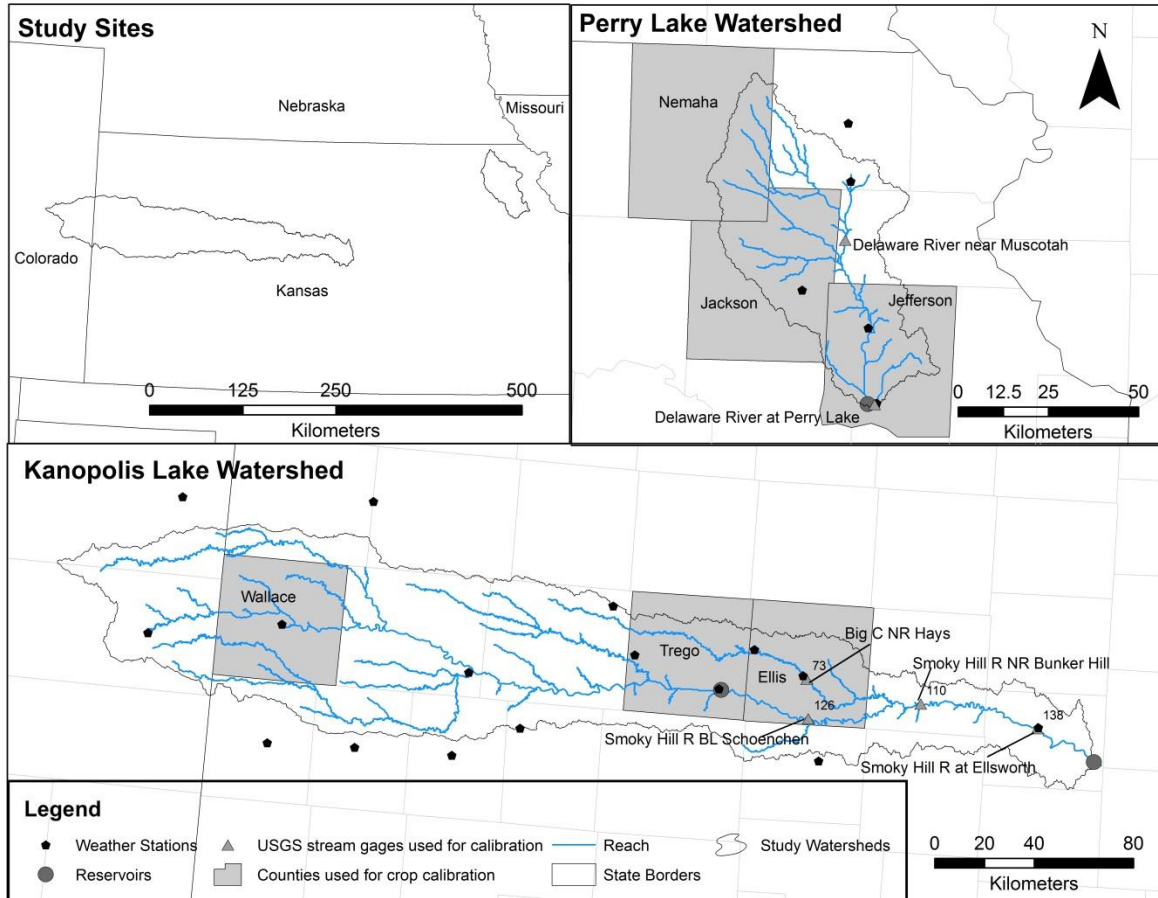 Study Sites
Nebraska
Missouri
Colorado
Kansas
0 125 250 500
Kilometers
Perry Lake Watershed
N
Nemaha
Delaware River near Muscotah
Jackson
Jefferson
Delaware River at Perry Lake
0 12.5 25 50
Kilometers
Kanopolis Lake Watershed
Wallace
Trego
Ellis
Big C NR Hays
73
Smoky Hill R NR Bunker Hill
110
126
138
Smoky Hill R BL Schoenchen
Smoky Hill R at Ellsworth
Legend
Weather Stations
USGS stream gages used for calibration
Reach
Study Watersheds
Reservoirs
Counties used for crop calibration
State Borders
0 20 40 80
Kilometers